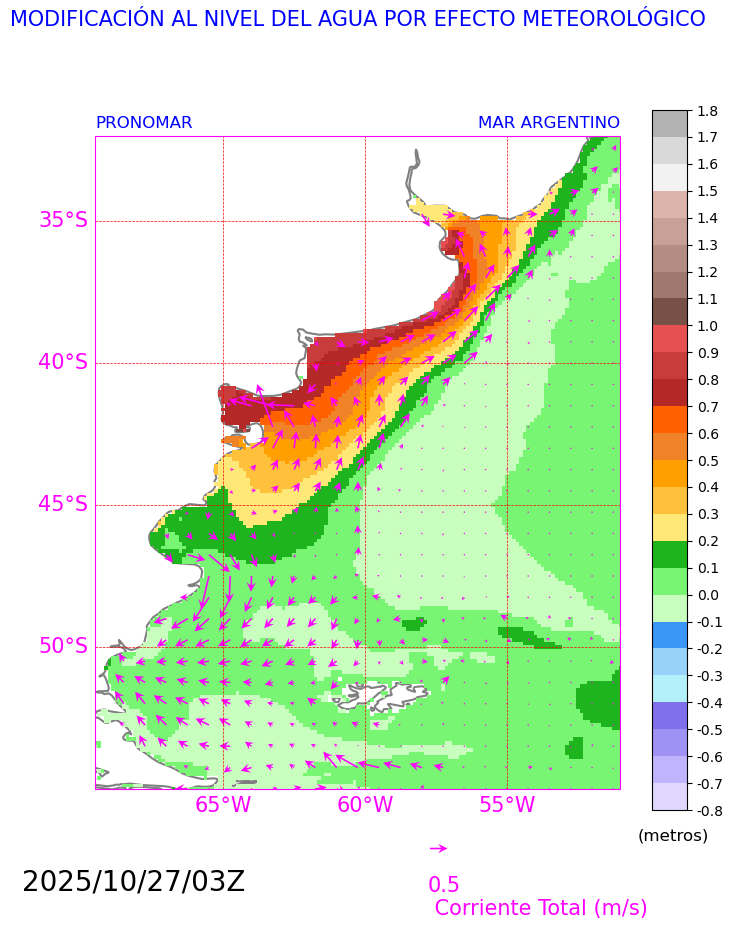 MODIFICACIÓN AL NIVEL DEL AGUA POR EFECTO METEOROLÓGICO
PRONOMAR MAR ARGENTINO
35°S
40°S
45°S
50°S
65°W 60°W 55°W
1.8
1.7
1.6
1.5
1.4
1.3
1.2
1.1
1.0
0.9
0.8
0.7
0.6
0.5
0.4
0.3
0.2
0.1
0.0
-0.1
-0.2
-0.3
-0.4
-0.5
-0.6
-0.7
-0.8
(metros)
2025/10/27/03Z
0.5
Corriente Total (m/s)